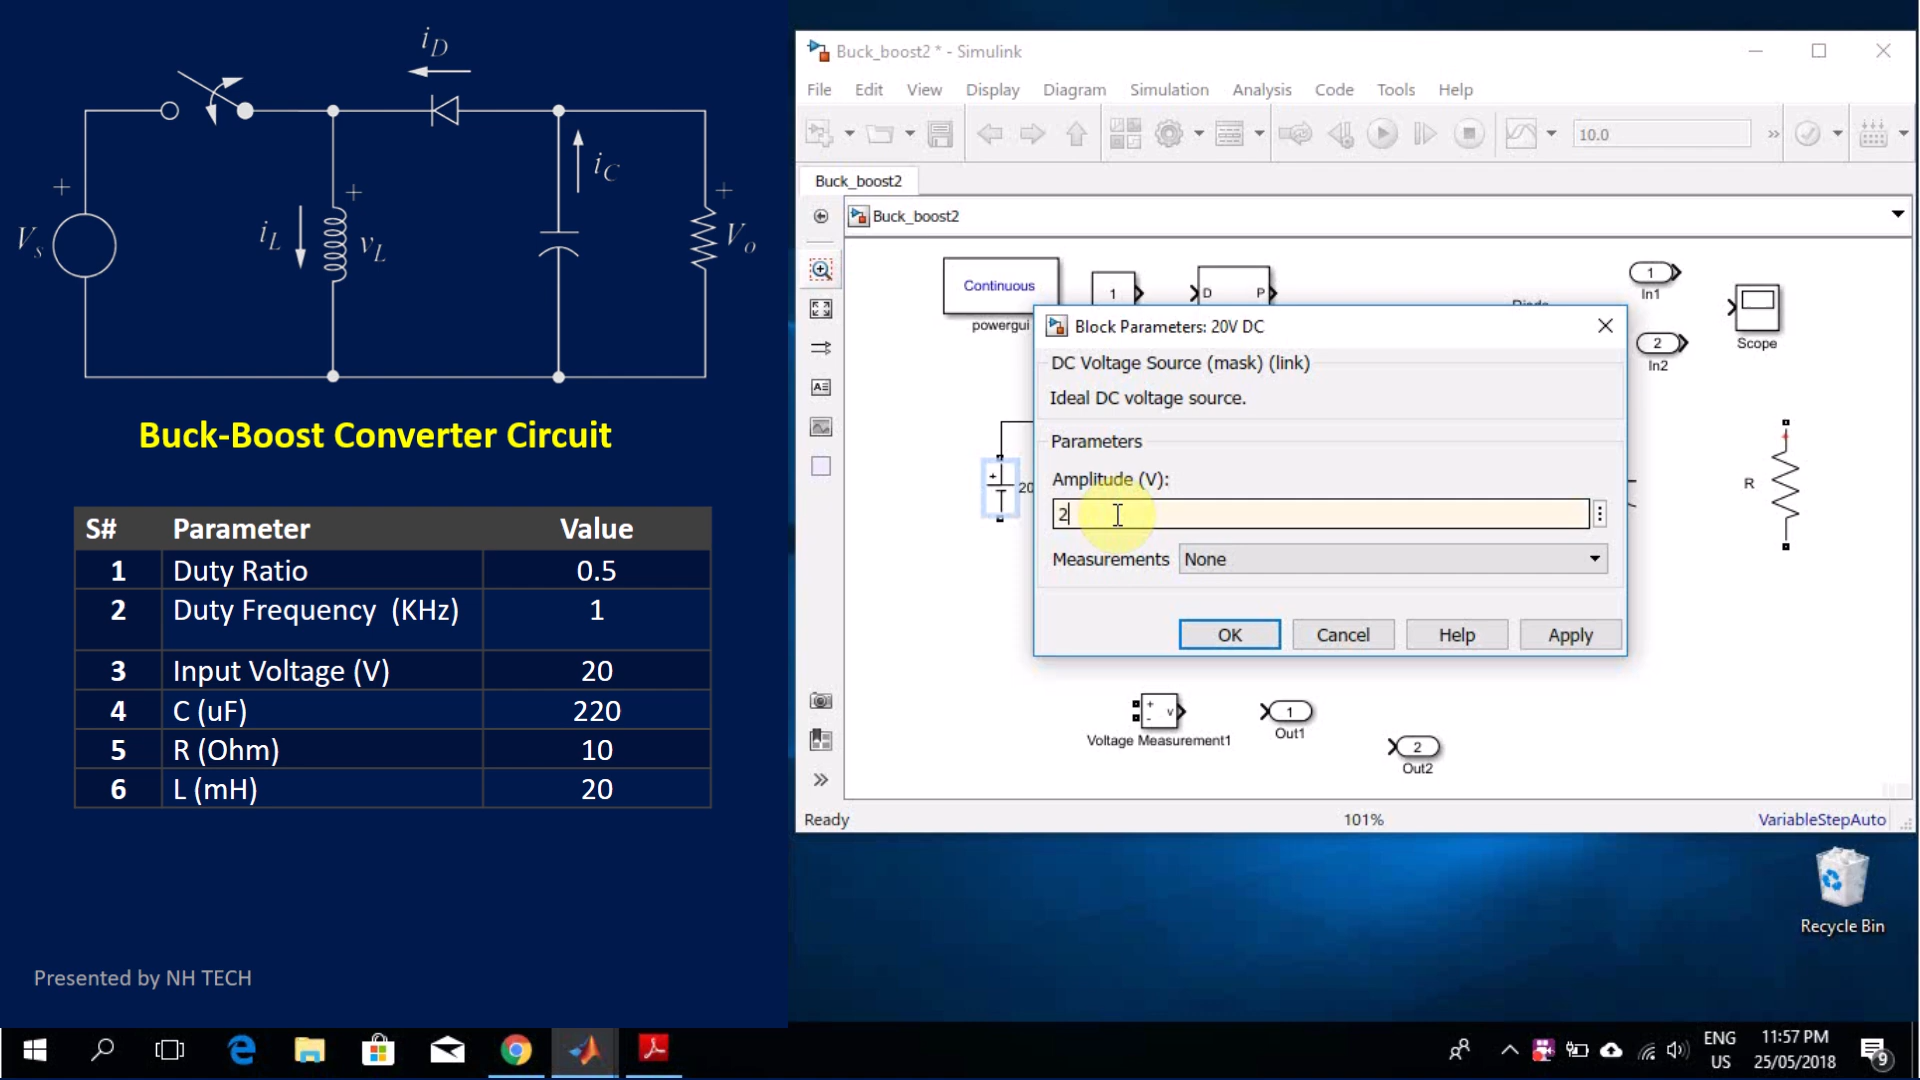 iD
+
Vs
iL
+
vL
iC
+
Vo
Buck-Boost Converter Circuit
S# Parameter Value
1 Duty Ratio 0.5
2 Duty Frequency (KHz) 1
3 Input Voltage (V) 20
4 C (uF) 220
5 R (Ohm) 10
6 L (mH) 20
Presented by NH TECH
Buck_boost2 * - Simulink
File Edit View Display Diagram Simulation Analysis Code Tools Help
10.0 »
Buck_boost2
Buck_boost2
Continuous
powergui
1
D P
1
In1
2
In2
Scope
+
20
R
Block Parameters: 20V DC
DC Voltage Source (mask) (link)
Ideal DC voltage source.
Parameters
Amplitude (V):
2
Measurements None
OK Cancel Help Apply
+ v
-
Voltage Measurement1
1
Out1
2
Out2
Ready 101% VariableStepAuto
Recycle Bin
ENG
US
11:57 PM
25/05/2018
9